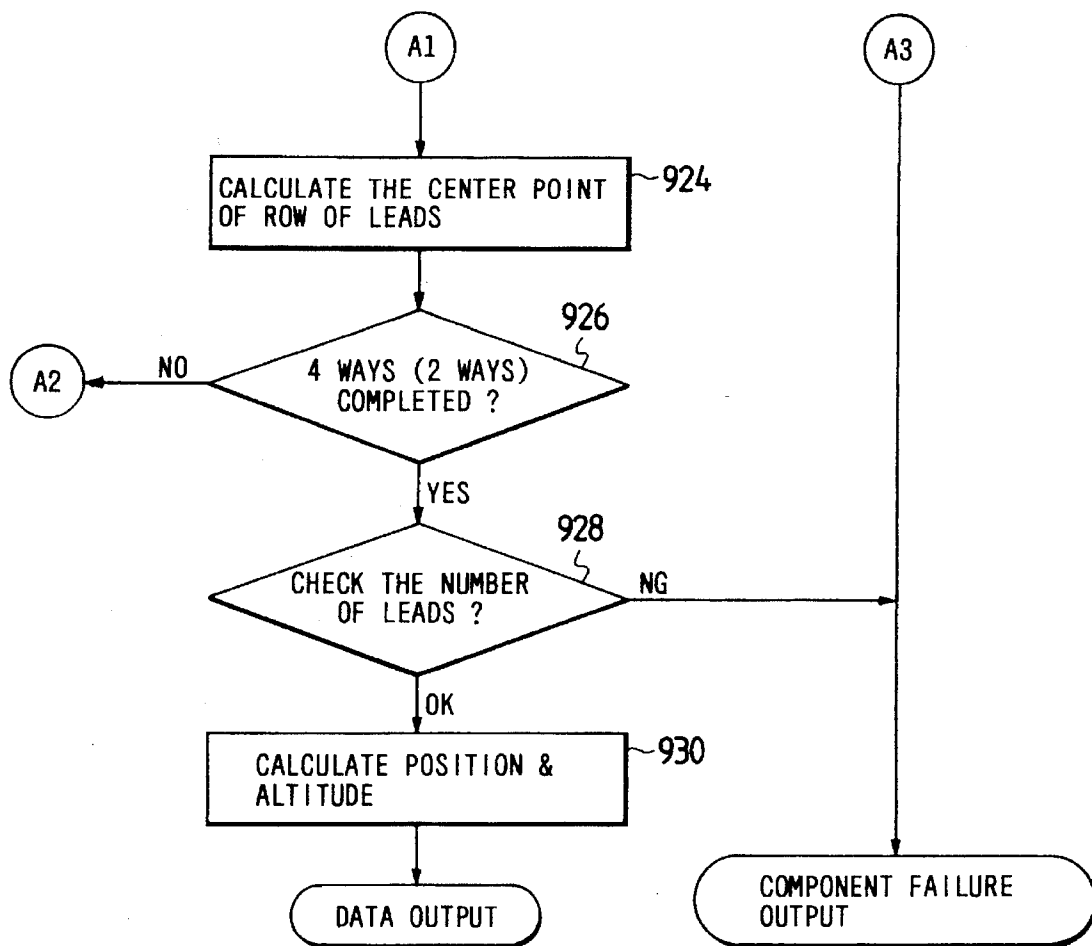 A1
A3
CALCULATE THE CENTER POINT
OF ROW OF LEADS
924
926
4 WAYS (2 WAYS)
COMPLETED ?
NO
A2
YES
928
CHECK THE NUMBER
OF LEADS ?
NG
OK
CALCULATE POSITION &
ALTITUDE
930
DATA OUTPUT
COMPONENT FAILURE
OUTPUT